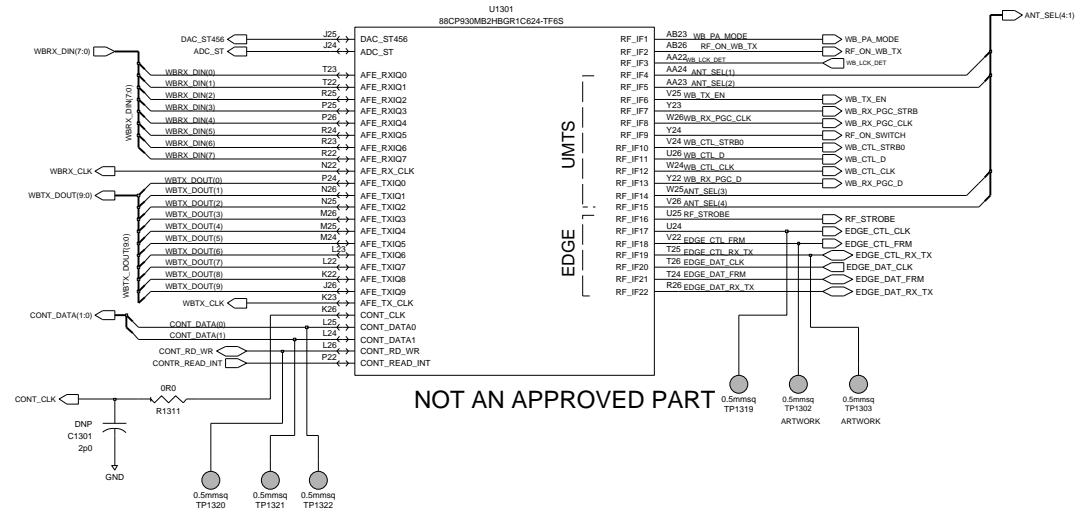 U1301
88CP930MB2HBGR1C624-TF6S
ANT_SEL(4:1)
DAC_ST456 J25 DAC_ST456 RF_IF1 AB23 WB_PA_MODE WB_PA_MODE
ADC_ST J24 ADC_ST RF_IF2 AB26 RF_ON_WB_TX RF_ON_WB_TX
WBRX_DIN(7:0) RF_IF3 AA22 WB_LCK_DET WB_LCK_DET
WBRX_DIN(0) T23 AFE_RXIQ0 RF_IF4 AA24 ANT_SEL(1)
WBRX_DIN(1) T22 AFE_RXIQ1 RF_IF5 AA23 ANT_SEL(2)
WBRX_DIN(2) R25 AFE_RXIQ2 RF_IF6 V25 WB_TX_EN WB_TX_EN
WBRX_DIN(3) P25 AFE_RXIQ3 RF_IF7 Y23 WB_RX_PGC_STRB
WBRX_DIN(4) P26 AFE_RXIQ4 RF_IF8 W26 WB_RX_PGC_CLK WB_RX_PGC_CLK
WBRX_DIN(5) R24 AFE_RXIQ5 RF_IF9 Y24 RF_ON_SWITCH
WBRX_DIN(6) R23 AFE_RXIQ6 RF_IF10 V24 WB_CTL_STRB0 WB_CTL_STRB0
WBRX_DIN(7) R22 AFE_RXIQ7 RF_IF11 U26 WB_CTL_D WB_CTL_D
WBRX_DIN(7:0)
UMTS
WBRX_CLK N22 AFE_RX_CLK RF_IF12 W24 WB_CTL_CLK WB_CTL_CLK
WBTX_DOUT(0) P24 AFE_TXIQ0 RF_IF13 Y22 WB_RX_PGC_D WB_RX_PGC_D
WBTX_DOUT(9:0) WBTX_DOUT(1) N26 AFE_TXIQ1 RF_IF14 W25 ANT_SEL(3)
WBTX_DOUT(2) N25 AFE_TXIQ2 RF_IF15 V26 ANT_SEL(4)
WBTX_DOUT(3) M26 AFE_TXIQ3 RF_IF16 U25 RF_STROBE RF_STROBE
WBTX_DOUT(4) M25 AFE_TXIQ4 RF_IF17 U24 EDGE_CTL_CLK
WBTX_DOUT(5) M24 AFE_TXIQ5 RF_IF18 V22 EDGE_CTL_FRM EDGE_CTL_FRM
WBTX_DOUT(6) L23 AFE_TXIQ6 RF_IF19 T25 EDGE_CTL_RX_TX EDGE_CTL_RX_TX
WBTX_DOUT(7) L22 AFE_TXIQ7 RF_IF20 T26 EDGE_DAT_CLK EDGE_DAT_CLK
WBTX_DOUT(8) K22 AFE_TXIQ8 RF_IF21 T24 EDGE_DAT_FRM EDGE_DAT_FRM
WBTX_DOUT(9) J26 AFE_TXIQ9 RF_IF22 R26 EDGE_DAT_RX_TX EDGE_DAT_RX_TX
WBTX_DOUT(9:0)
EDGE
WBTX_CLK K23 AFE_TX_CLK
K26 CONT_CLK
CONT_DATA(1:0) CONT_DATA(0) L25 CONT_DATA0
CONT_DATA(1) L24 CONT_DATA1
CONT_RD_WR L26 CONT_RD_WR
CONTR_READ_INT P22 CONT_READ_INT
NOT AN APPROVED PART
CONT_CLK
0R0
R1311
DNP
C1301
2p0
GND
0.5mmsq
TP1319
0.5mmsq
TP1302
ARTWORK
0.5mmsq
TP1303
ARTWORK
0.5mmsq
TP1320
0.5mmsq
TP1321
0.5mmsq
TP1322